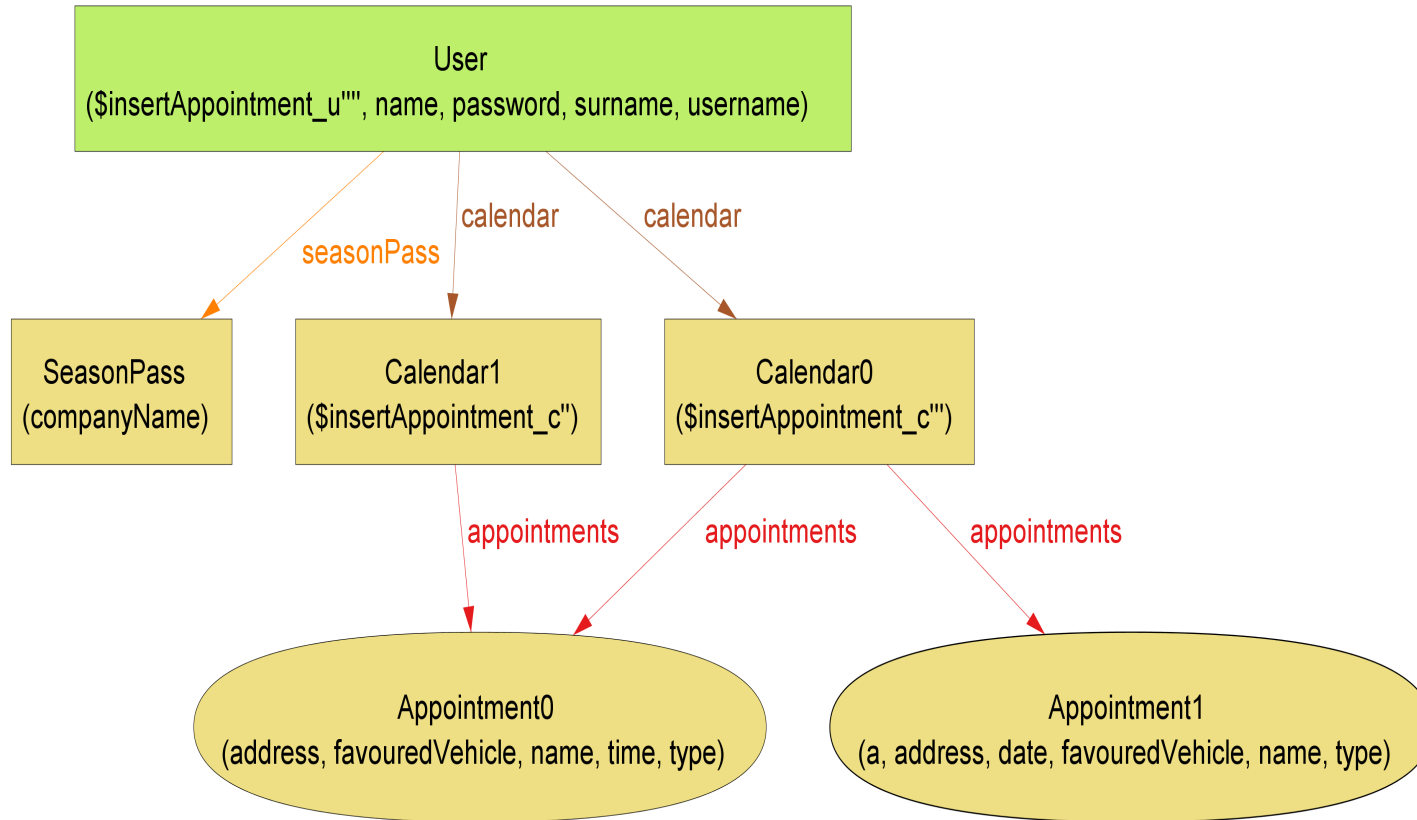 User
($insertAppointment_u"", name, password, surname, username)
calendar
calendar
seasonPass
SeasonPass
(companyName)
Calendar1
($insertAppointment_c")
Calendar0
($insertAppointment_c''')
appointments
appointments
appointments
Appointment0
(address, favouredVehicle, name, time, type)
Appointment1
(a, address, date, favouredVehicle, name, type)